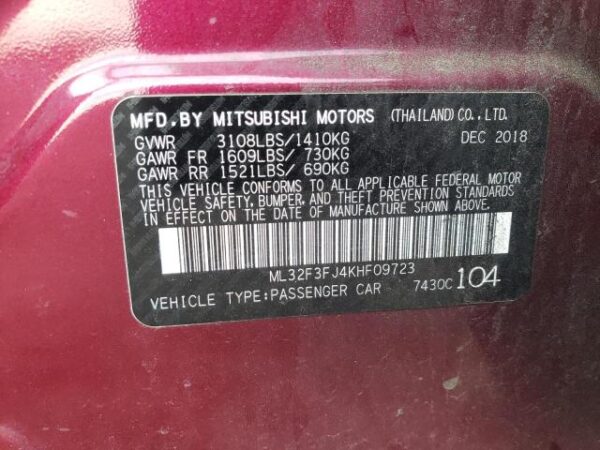 MFD.BY MITSUBISHI MOTORS (THAILAND) CO., LTD.
GVWR 3108LBS/1410KG DEC 2018
GAWR FR 1609LBS/ 730KG
GAWR RR 1521LBS/ 690KG
THIS VEHICLE CONFORMS TO ALL APPLICABLE FEDERAL MOTOR
VEHICLE SAFETY, BUMPER, AND THEFT PREVENTION STANDARDS
IN EFFECT ON THE DATE OF MANUFACTURE SHOWN ABOVE.
ML32F3FJ4KHF09723
VEHICLE TYPE:PASSENGER CAR 7430C 104